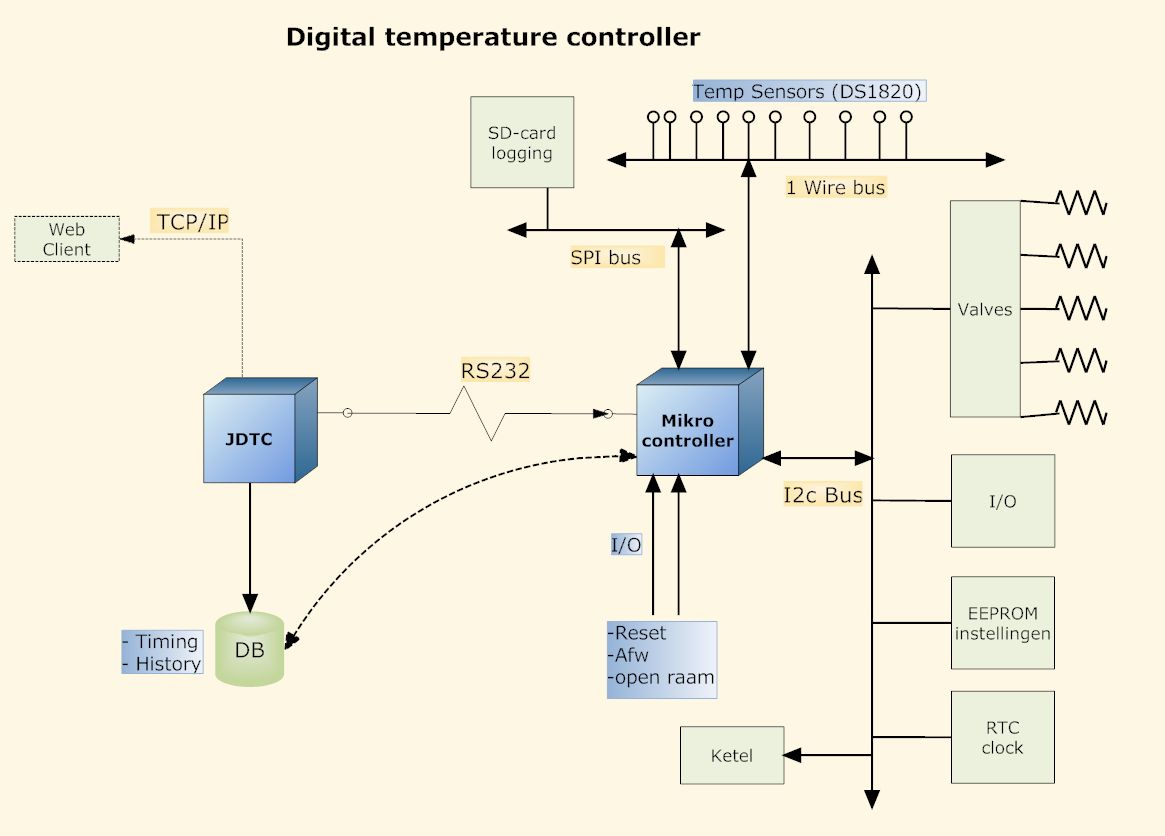 Digital temperature controller
Temp Sensors (DS1820)
SD-card
logging
1 Wire bus
TCP/IP
Web
Client
SPI bus
Valves
RS232
JDTC
Mikro
controller
I2c Bus
I/O
I/O
- Timing
- History
DB
-Reset
-Afw
-open raam
EEPROM
instellingen
RTC
clock
Ketel